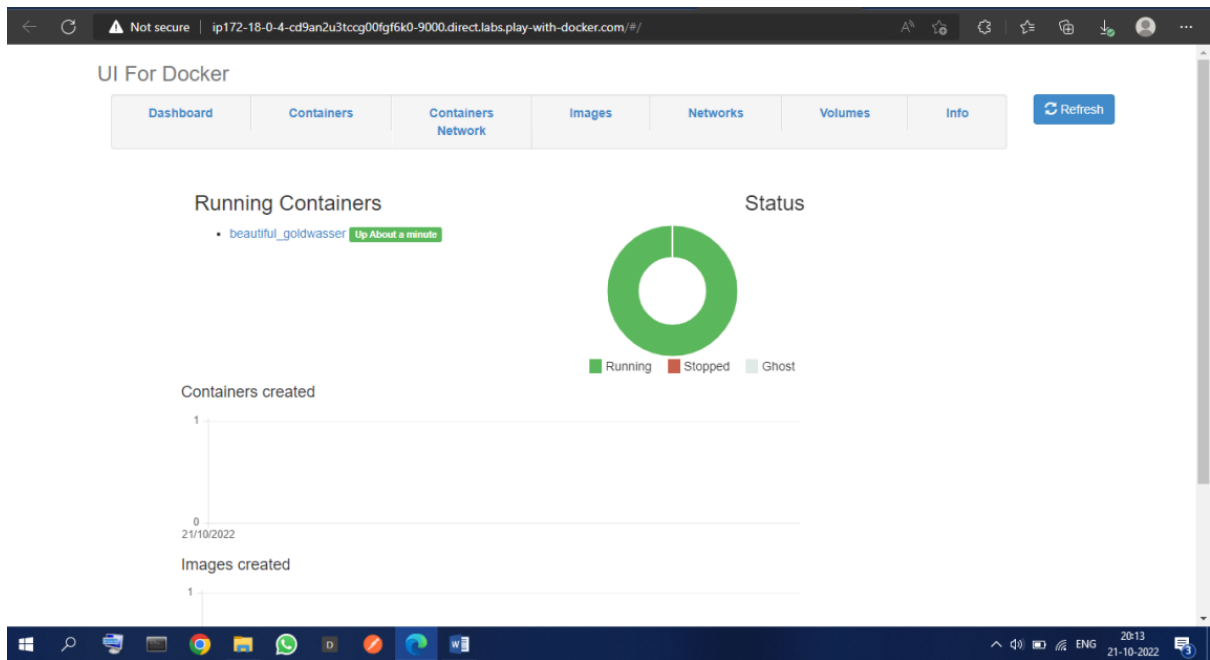 Not secure
ip172-18-0-4-cd9an2u3tccg00fgf6k0-9000.direct.labs.play-with-docker.com/#/
UI For Docker
Dashboard Containers Containers Network Images Networks Volumes Info
Refresh
Running Containers
beautiful_goldwasser Up About a minute
Status
Running Stopped Ghost
Containers created
1
0
21/10/2022
Images created
1
ENG
20:13
21-10-2022
3